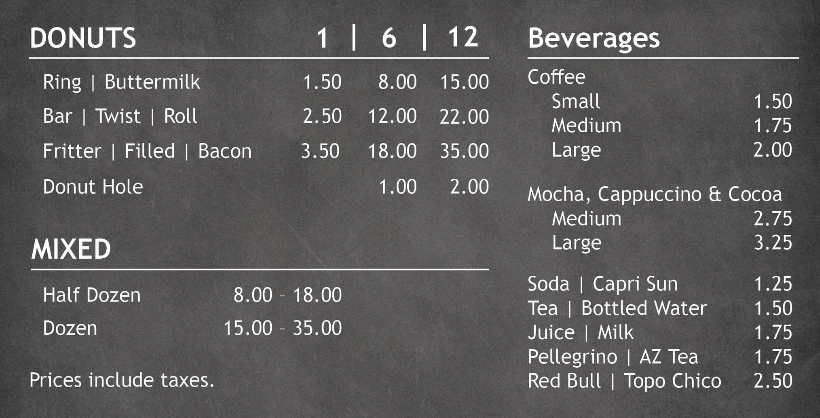 DONUTS 1 | 6 | 12
Ring | Buttermilk 1.50 8.00 15.00
Bar | Twist | Roll 2.50 12.00 22.00
Fritter | Filled | Bacon 3.50 18.00 35.00
Donut Hole 1.00 2.00
MIXED
Half Dozen 8.00 - 18.00
Dozen 15.00 - 35.00
Prices include taxes.
Beverages
Coffee
Small 1.50
Medium 1.75
Large 2.00
Mocha, Cappuccino & Cocoa
Medium 2.75
Large 3.25
Soda | Capri Sun 1.25
Tea | Bottled Water 1.50
Juice | Milk 1.75
Pellegrino | AZ Tea 1.75
Red Bull | Topo Chico 2.50